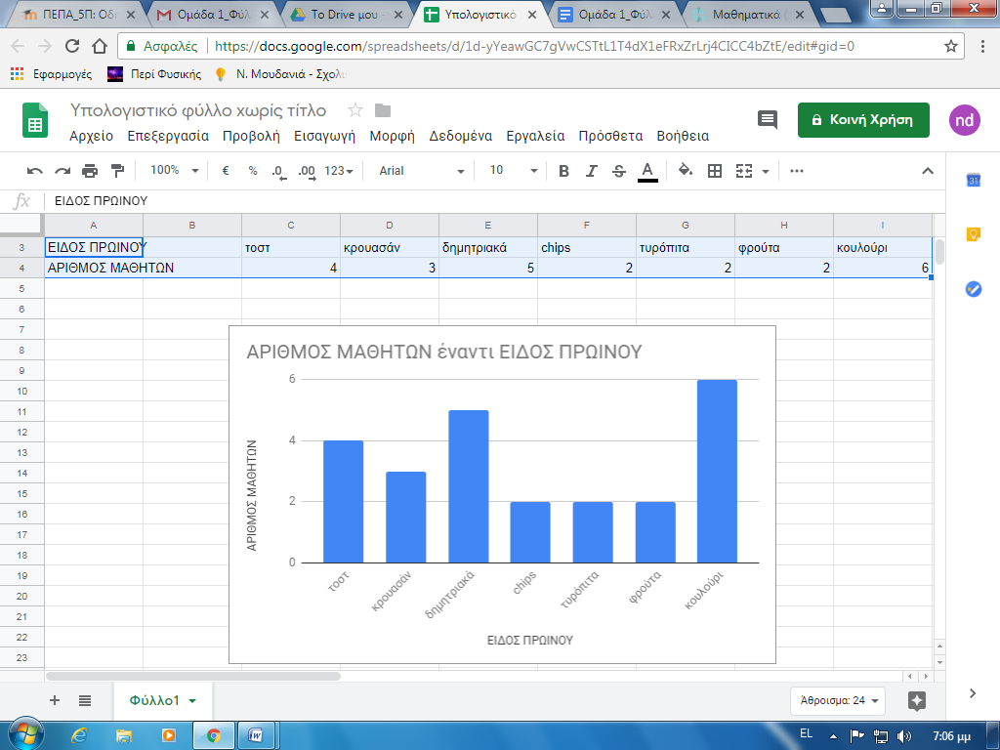 ΠΕΠΑ_5Π: Οδ
Ομάδα 1_Φύλ
Το Drive μου -
Υπολογιστικό
Ομάδα 1_Φύλ
Μαθηματικά (
Ασφαλές
https://docs.google.com/spreadsheets/d/1d-yYeawGC7gVwCSTtL1T4dX1eFRxZrLrj4CICC4bZtE/edit#gid=0
Εφαρμογές
Περί Φυσικής
Ν. Μουδανιά - Σχολι
Υπολογιστικό φύλλο χωρίς τίτλο
Αρχείο Επεξεργασία Προβολή Εισαγωγή Μορφή Δεδομένα Εργαλεία Πρόσθετα Βοήθεια
Κοινή Χρήση
nd
100% € % .0 .00 123 Arial 10 B I S A
31
fx ΕΙΔΟΣ ΠΡΩΙΝΟΥ
A B C D E F G H I
3 ΕΙΔΟΣ ΠΡΩΙΝΟΥ τοστ κρουασάν δημητριακά chips τυρόπιτα φρούτα κουλούρι
4 ΑΡΙΘΜΟΣ ΜΑΘΗΤΩΝ 4 3 5 2 2 2 6
5
6
7
8
9
10
11
12
13
14
15
16
17
18
19
20
21
22
23
ΑΡΙΘΜΟΣ ΜΑΘΗΤΩΝ έναντι ΕΙΔΟΣ ΠΡΩΙΝΟΥ
ΑΡΙΘΜΟΣ ΜΑΘΗΤΩΝ
6
4
2
0
τοστ κρουασάν δημητριακά chips τυρόπιτα φρούτα κουλούρι
ΕΙΔΟΣ ΠΡΩΙΝΟΥ
Φύλλο1
Άθροισμα: 24
EL
7:06 μμ